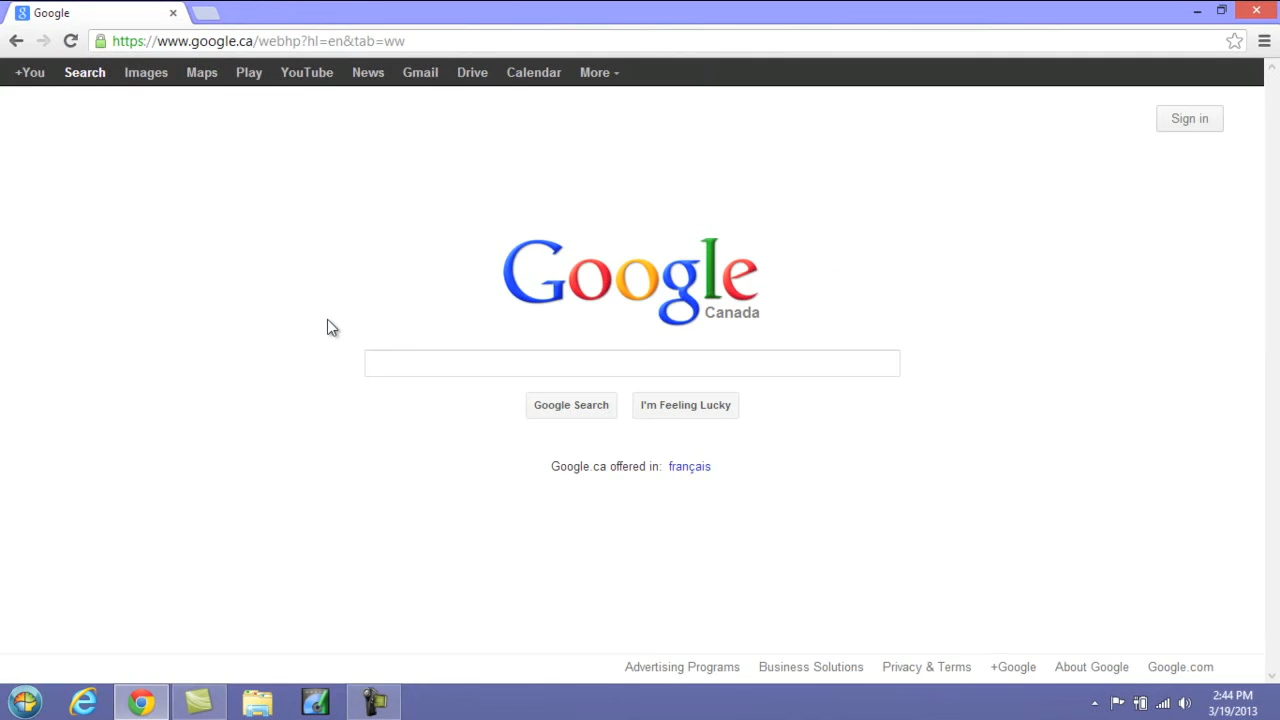 Google
https://www.google.ca/webhp?hl=en&tab=ww
+You Search Images Maps Play YouTube News Gmail Drive Calendar More
Sign in
Google
Canada
Google Search I'm Feeling Lucky
Google.ca offered in: français
Advertising Programs Business Solutions Privacy & Terms +Google About Google Google.com
2:44 PM
3/19/2013